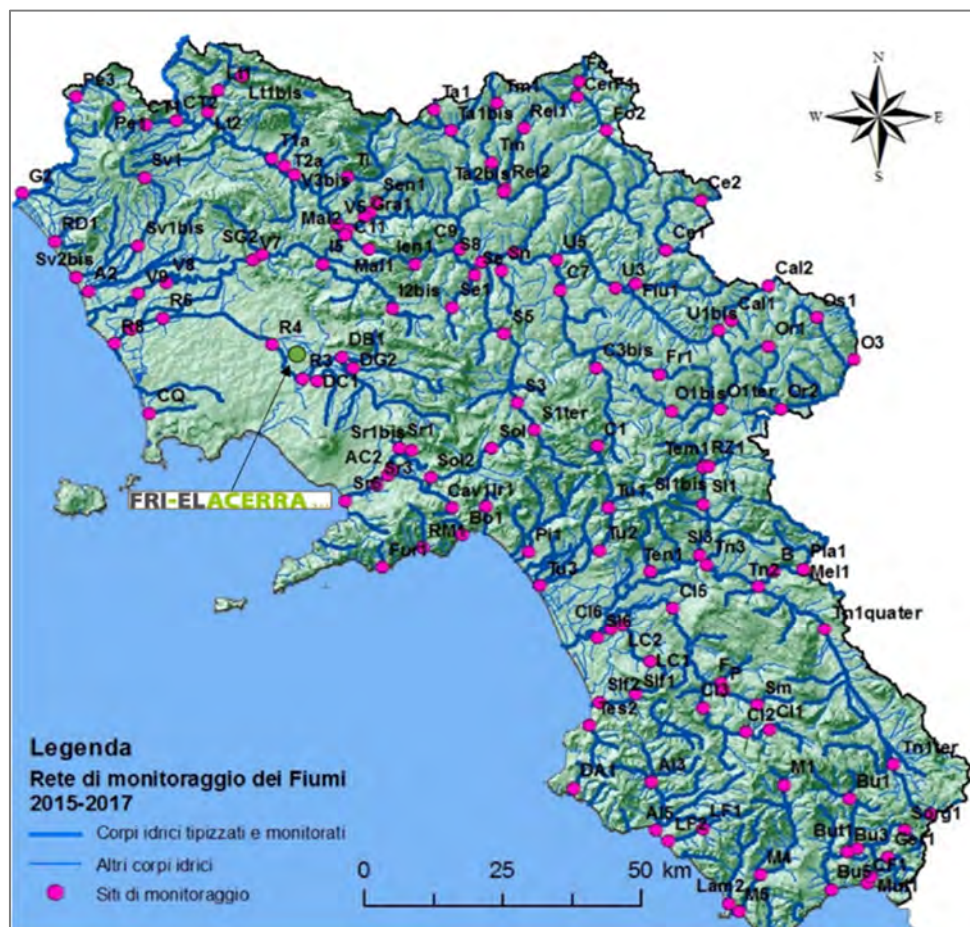 N
W E
S
Lt1
Pe3
Lt1bis
CT2
CT1
Pe1
Lt2
Ta1
Tm1
Ta1bis
Rel1
Fo2
T1a
T2a
Tm
Ti
Sv1
V3bis
Ta2bis
Rel2
Sen1
G2
Gra1
Mal2
C11
Ce2
RD1
Sv1bis
SG2
V7
I5
Mal1
Ien1
C9
S8
Sn
U5
Ce1
Sv2bis
A2
V9
V8
I2bis
Se1
C7
U3
Flu1
Cal2
R6
R8
R4
DB1
S5
U1bis
Cal1
Os1
Or1
O3
R3
DG2
DC1
C3bis
Fr1
CQ
S3
O1bis
O1ter
Or2
Sr1bis
Sr1
S1ter
C1
AC2
Sr3
Sol
Sol2
Tem1
RZ1
FRI-ELACERRA
Cav1
Ir1
Tu1
Sl1bis
Sl1
RM1
Bo1
Fur1
Pi1
Tu2
Sl3
Tn3
Ten1
B
Pla1
Mel1
Tn2
Tu3
Cl5
Cl6
Sl6
Tn1quater
LC2
LC1
Slf2
Slf1
Cl3
Sm
Tes2
Cl2
Cl1
Legenda
Rete di monitoraggio dei Fiumi
2015-2017
Corpi idrici tipizzati e monitorati
Altri corpi idrici
Siti di monitoraggio
0 25 50 km
DA1
Al3
M1
Tn1ter
Bu1
Al5
LF2
LF1
Sorg1
But1
Bu3
M4
Bu5
Lam2
M5